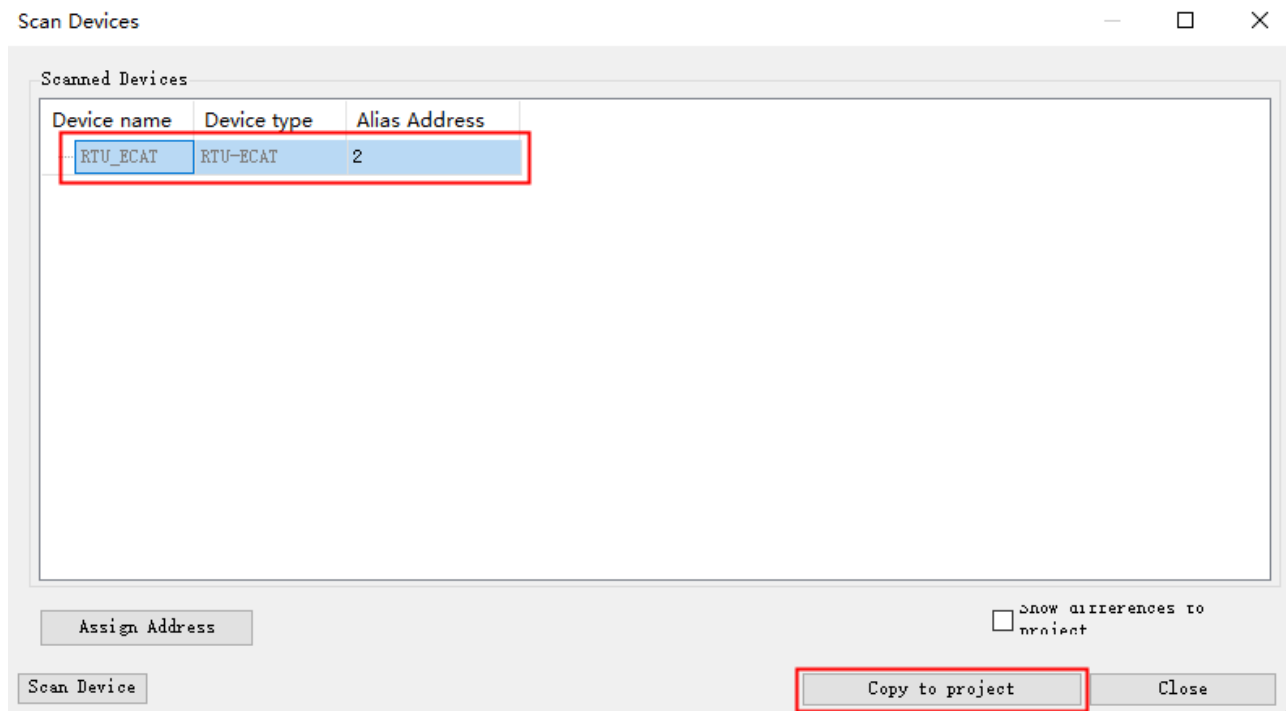 Scan Devices
Scanned Devices
Device name Device type Alias Address
RTU_ECAT RTU-ECAT 2
Assign Address
Show differences to
project
Scan Device Copy to project Close